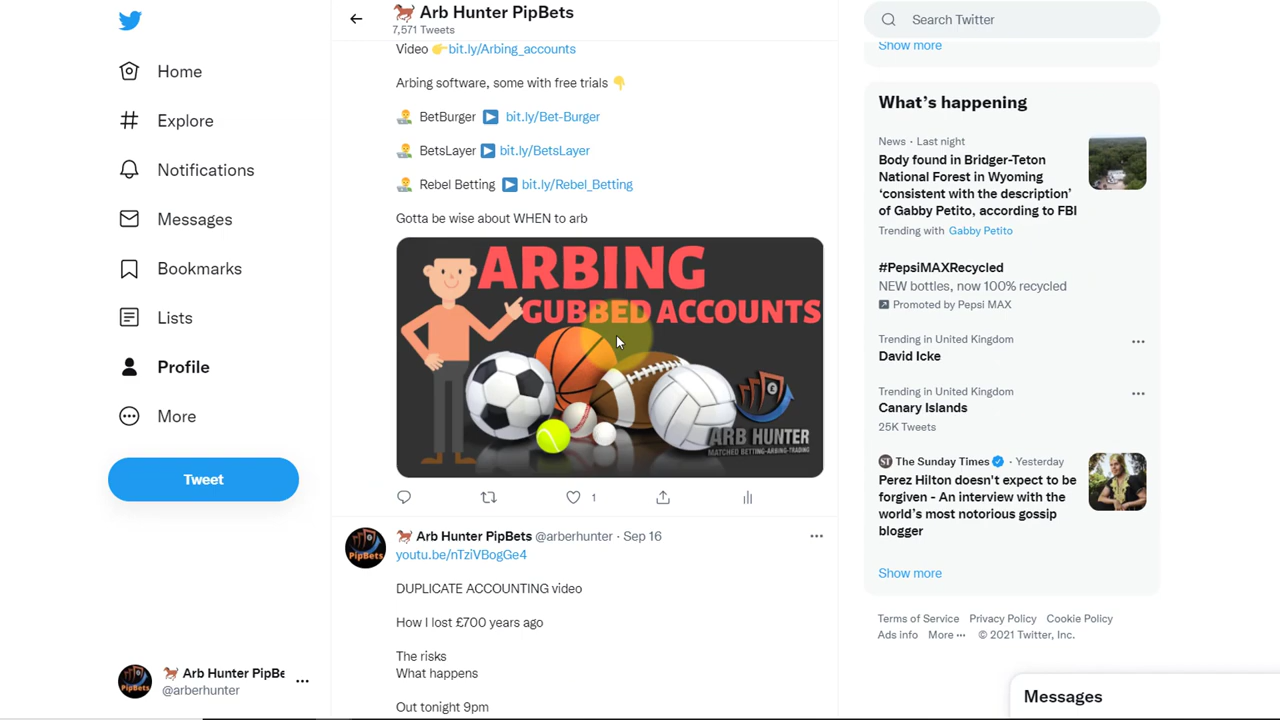 Home
Explore
Notifications
Messages
Bookmarks
Lists
Profile
More
Tweet
Arb Hunter PipBe
@arberhunter
Arb Hunter PipBets
7,571 Tweets
Video 👉bit.ly/Arbing_accounts
Arbing software, some with free trials 👇
BetBurger ▶ bit.ly/Bet-Burger
BetsLayer ▶ bit.ly/BetsLayer
Rebel Betting ▶ bit.ly/Rebel_Betting
Gotta be wise about WHEN to arb
ARBING
GUBBED ACCOUNTS
ARB HUNTER
MATCHED BETTING-ARBING-TRADING
1
PipBets
Arb Hunter PipBets @arberhunter · Sep 16
youtu.be/nTziVBogGe4
DUPLICATE ACCOUNTING video
How I lost £700 years ago
The risks
What happens
Out tonight 9pm
Search Twitter
Show more
What's happening
News · Last night
Body found in Bridger-Teton
National Forest in Wyoming
‘consistent with the description’
of Gabby Petito, according to FBI
Trending with Gabby Petito
#PepsiMAXRecycled
NEW bottles, now 100% recycled
Promoted by Pepsi MAX
Trending in United Kingdom
David Icke
Trending in United Kingdom
Canary Islands
25K Tweets
The Sunday Times · Yesterday
Perez Hilton doesn't expect to be
forgiven - An interview with the
world's most notorious gossip
blogger
Show more
Terms of Service Privacy Policy Cookie Policy
Ads info More ··· © 2021 Twitter, Inc.
Messages